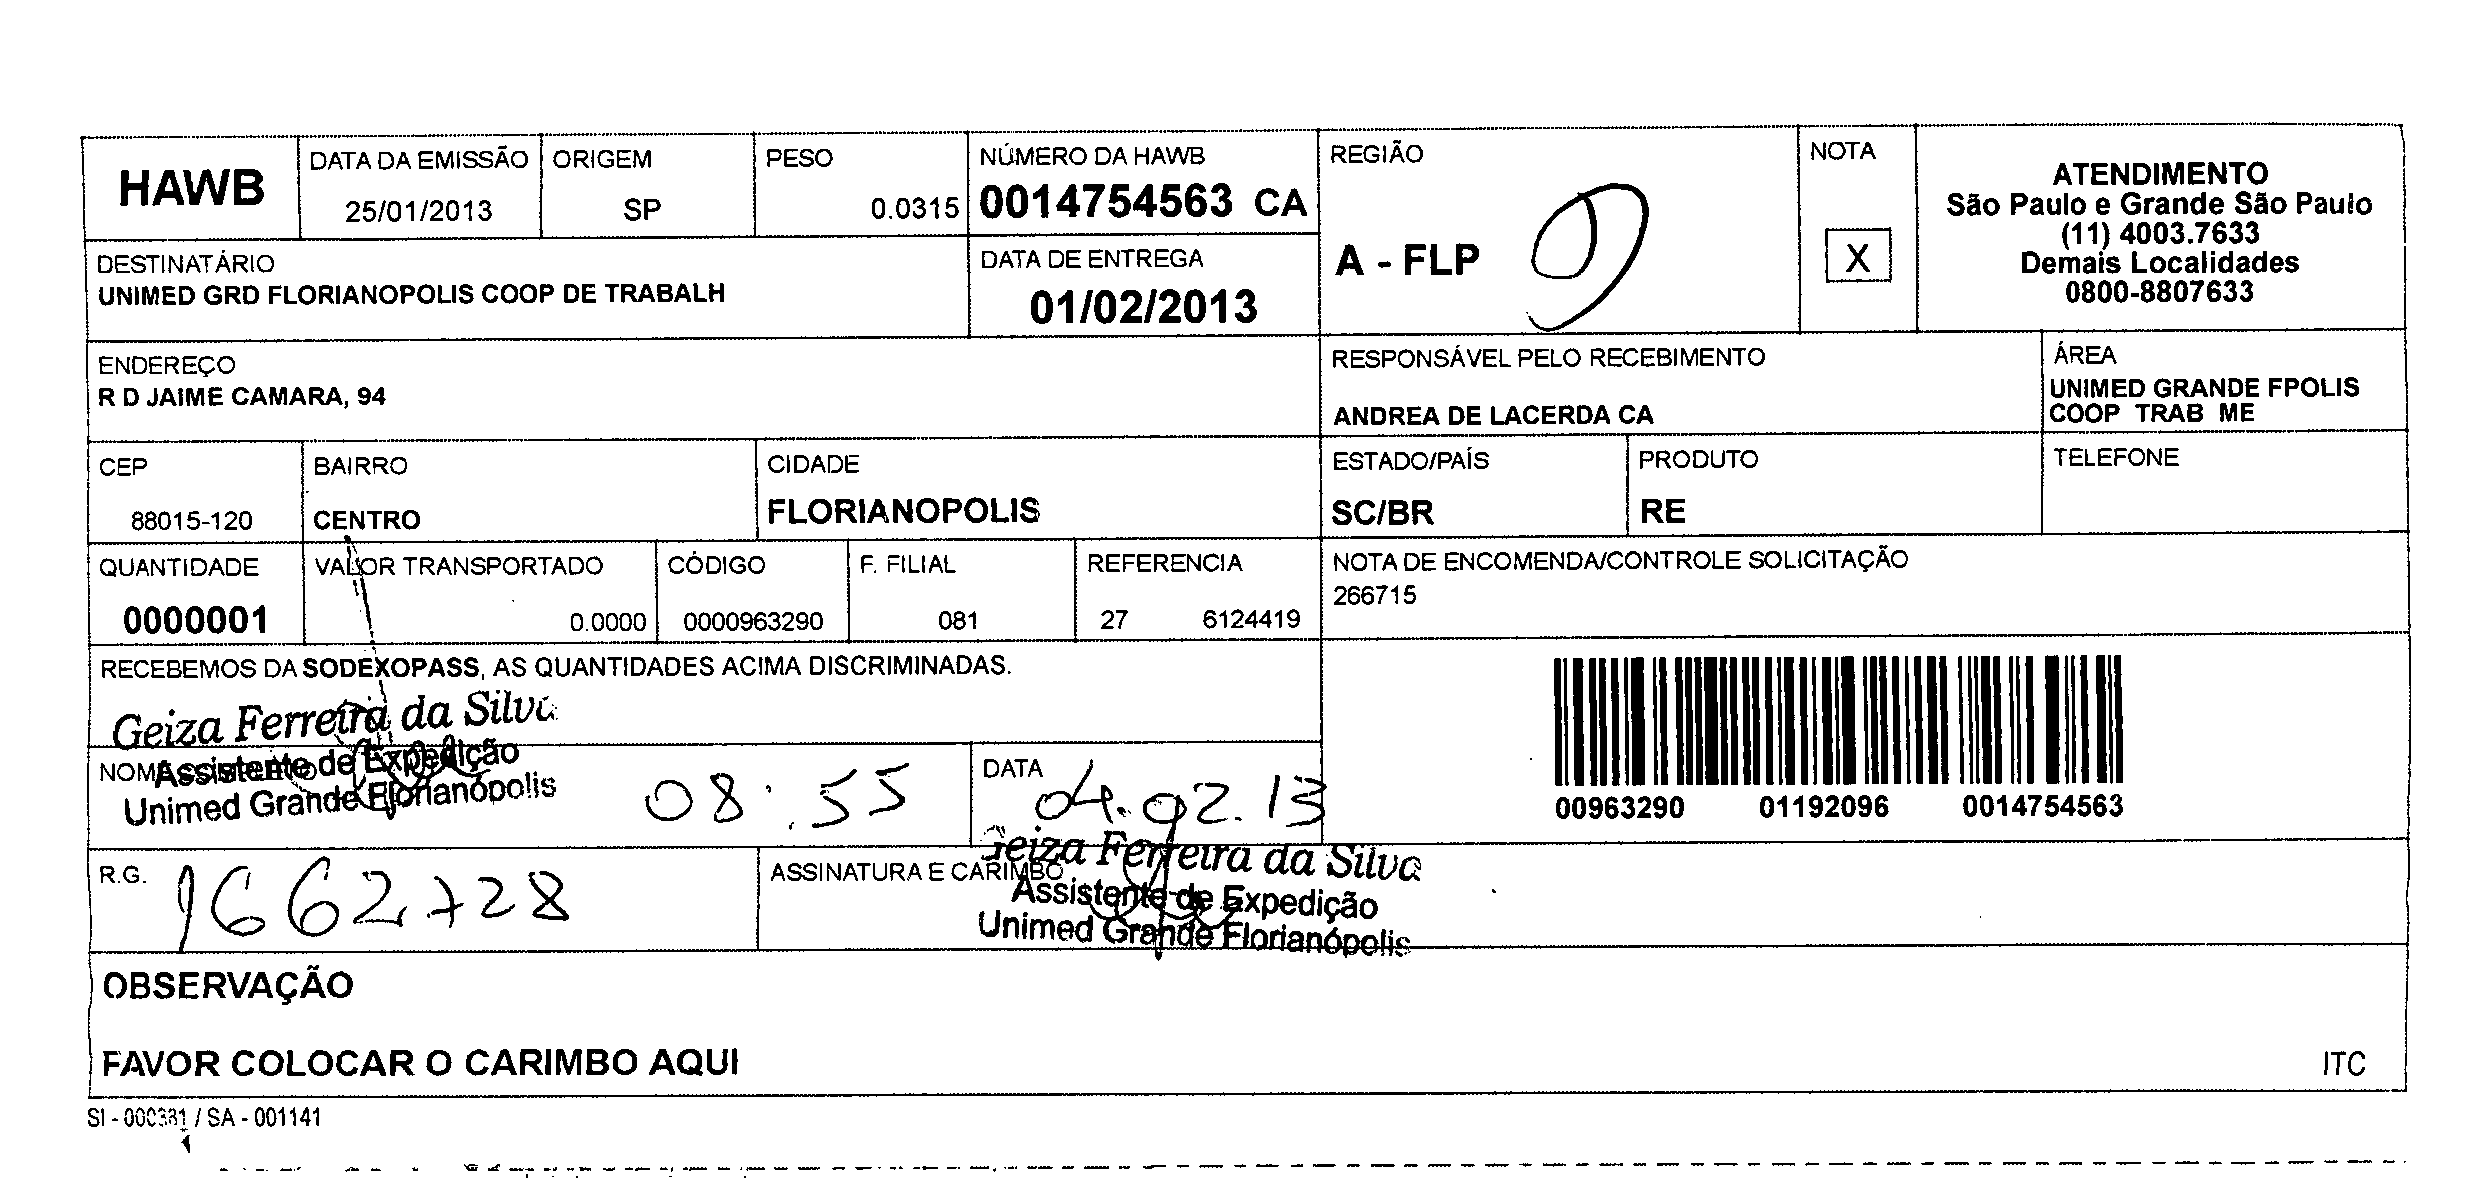 HAWB
DATA DA EMISSÃO
25/01/2013
ORIGEM
SP
PESO
0.0315
NÚMERO DA HAWB
0014754563 CA
REGIÃO
A - FLP
NOTA
X
ATENDIMENTO
São Paulo e Grande São Paulo
(11) 4003.7633
Demais Localidades
0800-8807633
DESTINATÁRIO
UNIMED GRD FLORIANOPOLIS COOP DE TRABALH
DATA DE ENTREGA
01/02/2013
ENDEREÇO
R D JAIME CAMARA, 94
RESPONSÁVEL PELO RECEBIMENTO
ANDREA DE LACERDA CA
ÁREA
UNIMED GRANDE FPOLIS
COOP TRAB ME
CEP
88015-120
BAIRRO
CENTRO
CIDADE
FLORIANOPOLIS
ESTADO/PAÍS
SC/BR
PRODUTO
RE
TELEFONE
QUANTIDADE
0000001
VALOR TRANSPORTADO
0.0000
CÓDIGO
0000963290
F. FILIAL
081
REFERENCIA
27 6124419
NOTA DE ENCOMENDA/CONTROLE SOLICITAÇÃO
266715
RECEBEMOS DA SODEXOPASS, AS QUANTIDADES ACIMA DISCRIMINADAS.
Geiza Ferreira da Silva
Assistente de Expedição
Unimed Grande Florianópolis
08:55
DATA
04.02.13
00963290 01192096 0014754563
R.G.
1662728
ASSINATURA E CARIMBO
Geiza Ferreira da Silva
Assistente de Expedição
Unimed Grande Florianópolis
OBSERVAÇÃO
FAVOR COLOCAR O CARIMBO AQUI
ITC
SI - 000381 / SA - 001141